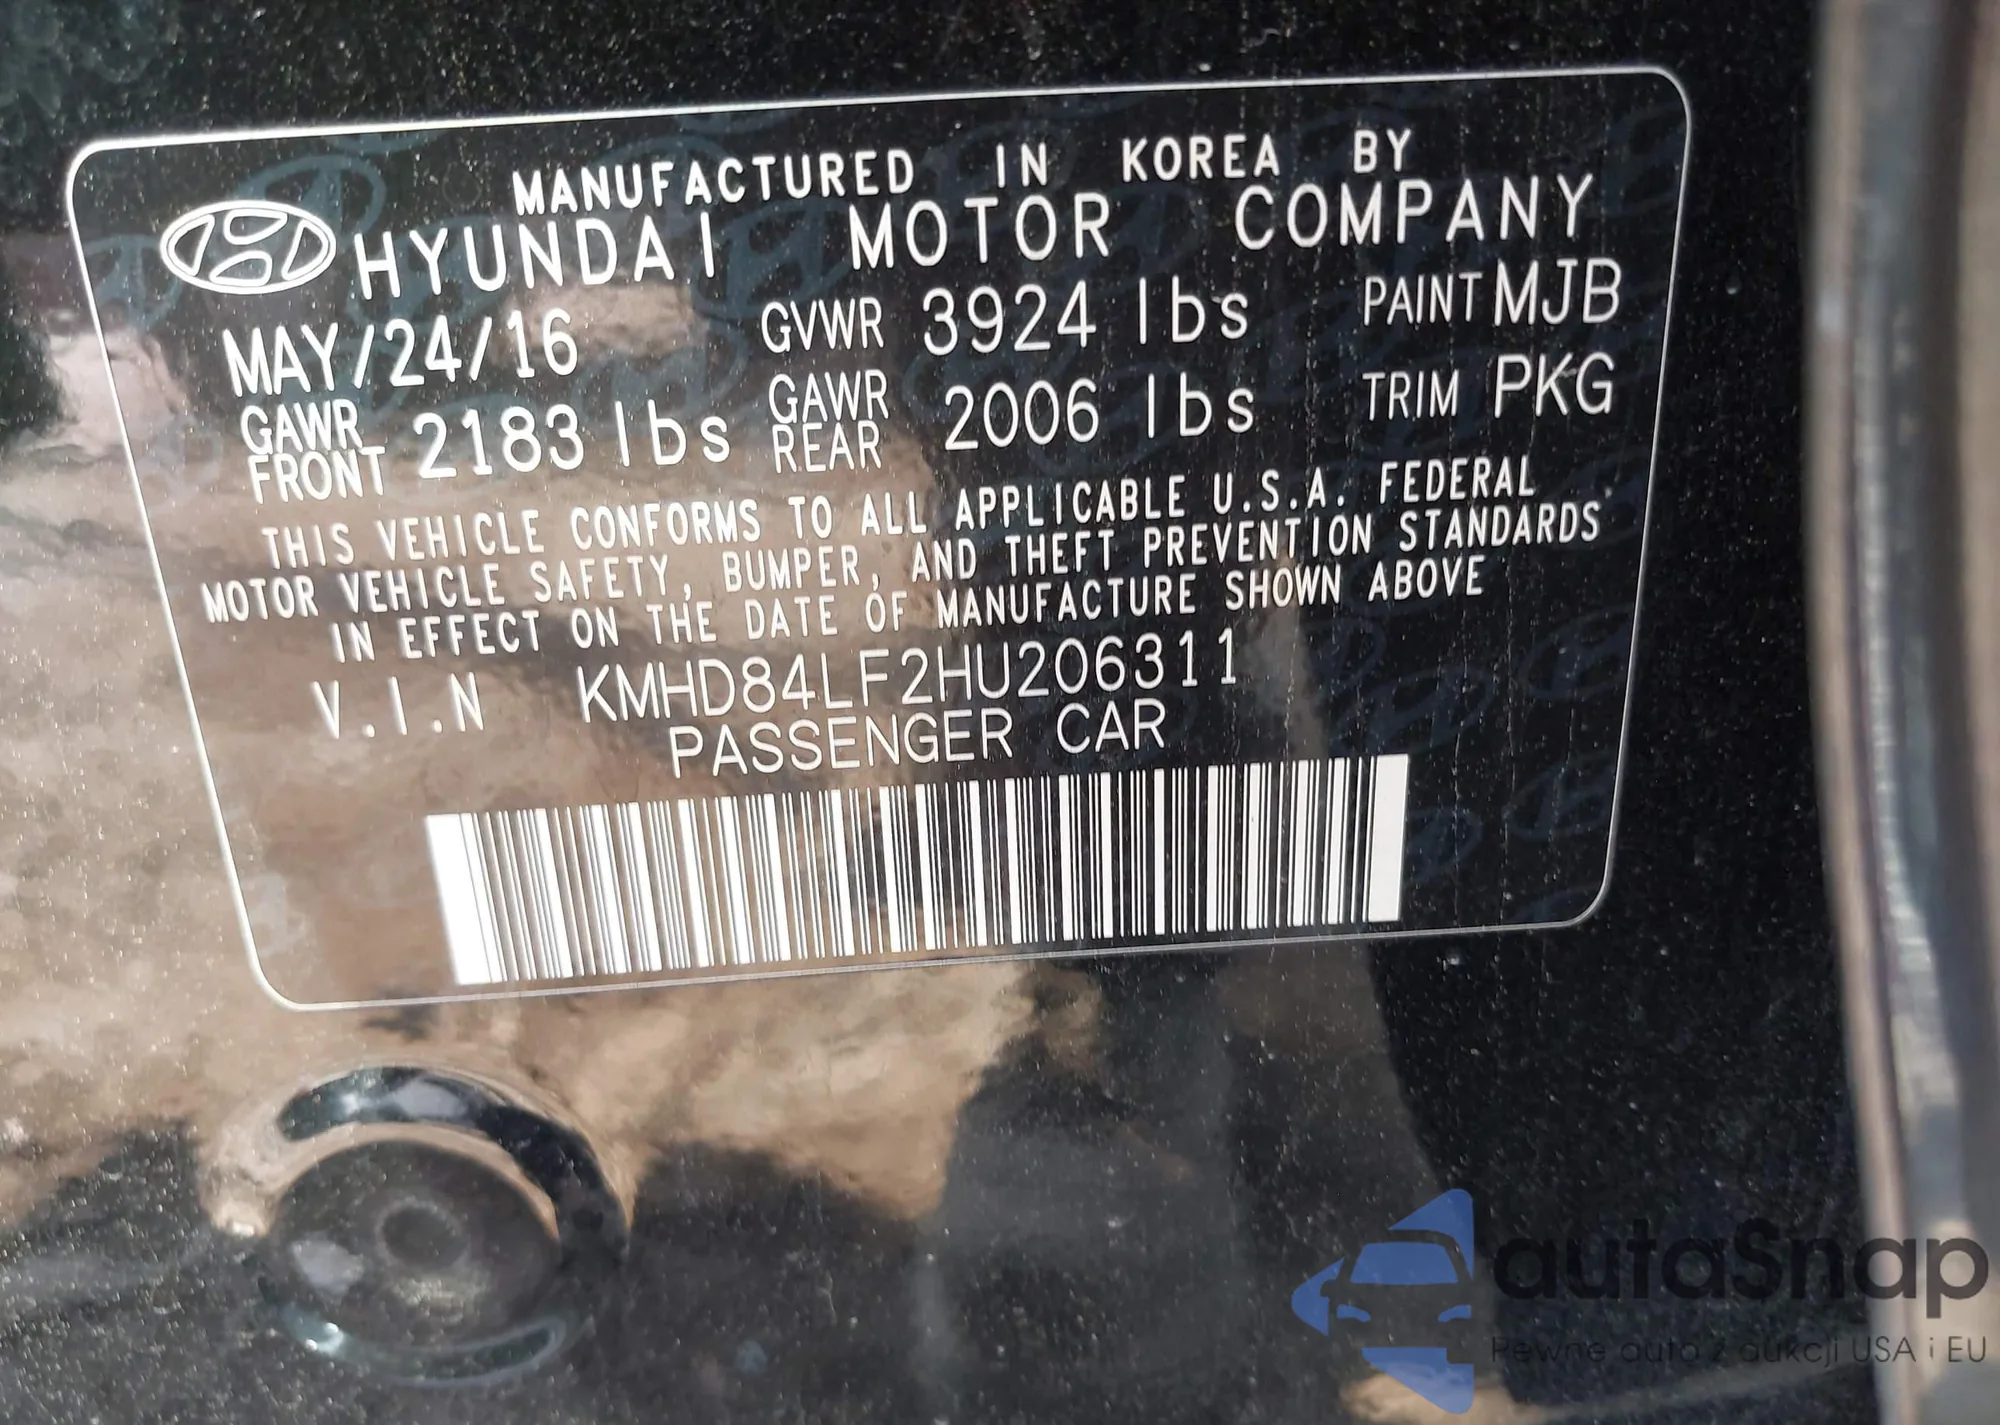 MANUFACTURED IN KOREA BY
HYUNDAI MOTOR COMPANY
MAY/24/16 GVWR 3924 lbs PAINT MJB
GAWR FRONT 2183 lbs GAWR REAR 2006 lbs TRIM PKG
THIS VEHICLE CONFORMS TO ALL APPLICABLE U.S.A. FEDERAL
MOTOR VEHICLE SAFETY, BUMPER, AND THEFT PREVENTION STANDARDS
IN EFFECT ON THE DATE OF MANUFACTURE SHOWN ABOVE
V.I.N KMHD84LF2HU206311
PASSENGER CAR
autaSnap
Pewne auta z aukcji USA i EU